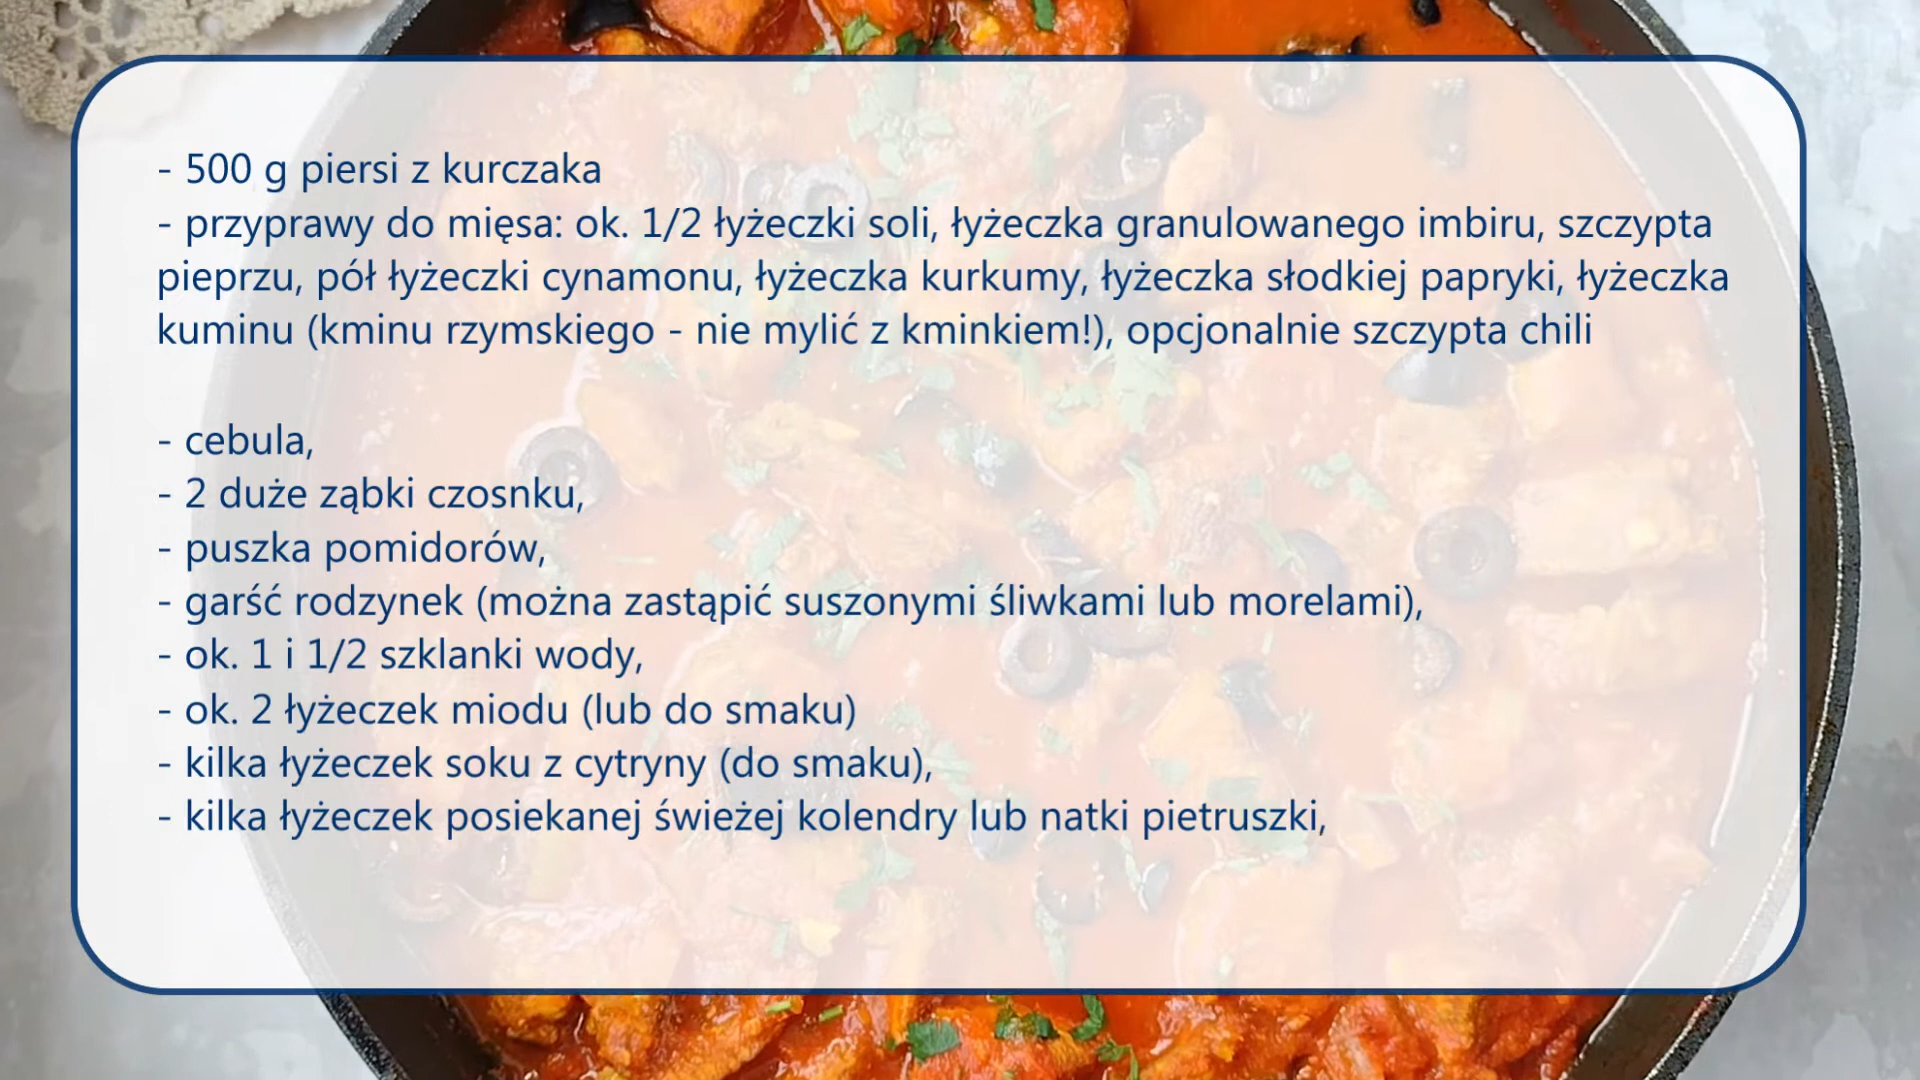 - 500 g piersi z kurczaka
- przyprawy do mięsa: ok. 1/2 łyżeczki soli, łyżeczka granulowanego imbiru, szczypta
pieprzu, pół łyżeczki cynamonu, łyżeczka kurkumy, łyżeczka słodkiej papryki, łyżeczka
kuminu (kminu rzymskiego - nie mylić z kminkiem!), opcjonalnie szczypta chili
- cebula,
- 2 duże ząbki czosnku,
- puszka pomidorów,
- garść rodzynek (można zastąpić suszonymi śliwkami lub morelami),
- ok. 1 i 1/2 szklanki wody,
- ok. 2 łyżeczek miodu (lub do smaku)
- kilka łyżeczek soku z cytryny (do smaku),
- kilka łyżeczek posiekanej świeżej kolendry lub natki pietruszki,